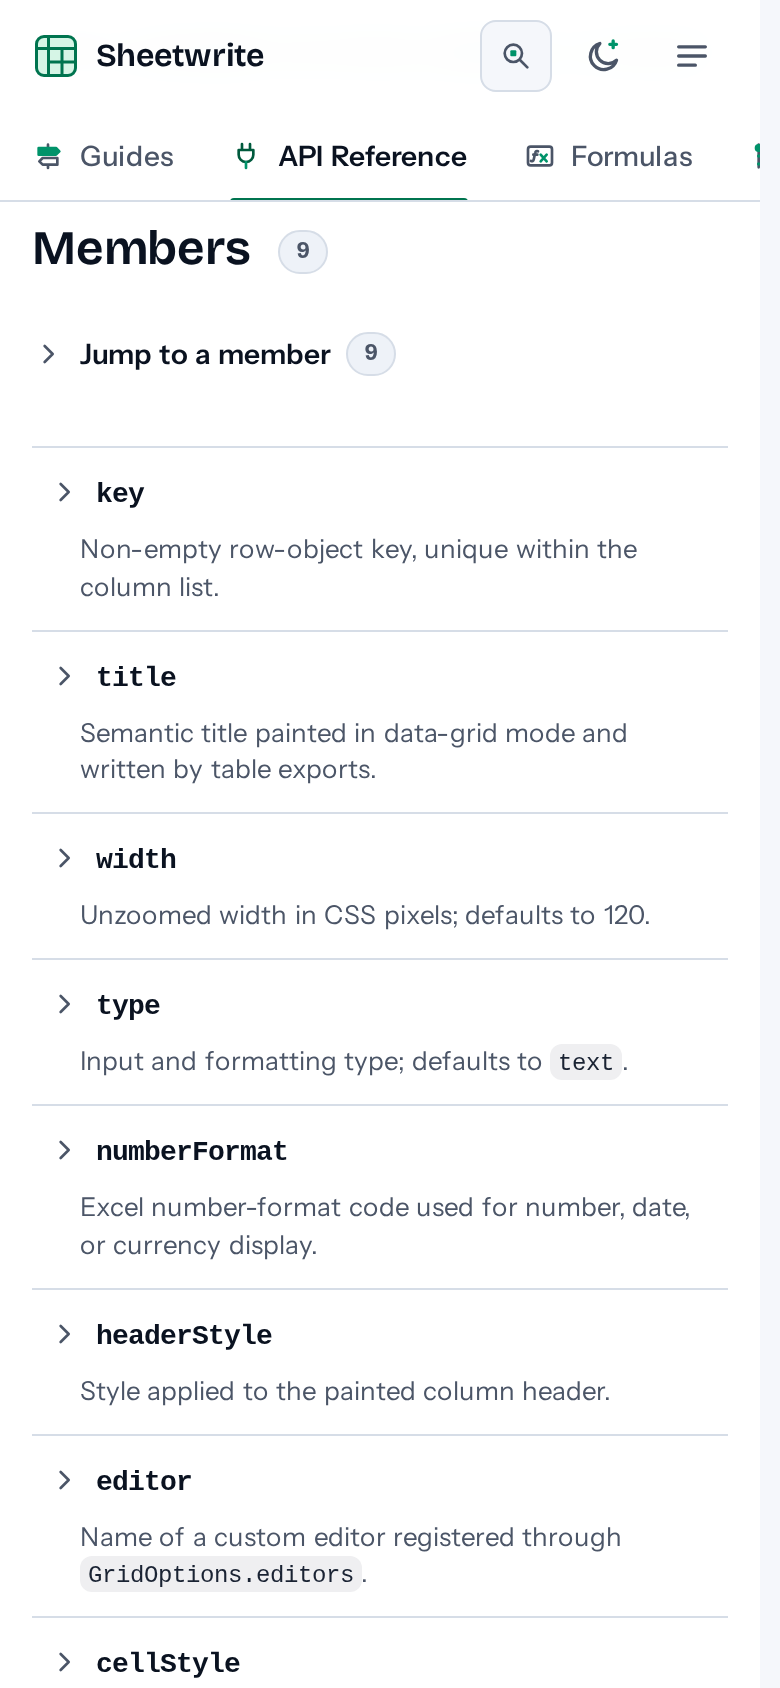 Sheetwrite
Guides
API Reference
Formulas
Members 9
Jump to a member 9
key
Non-empty row-object key, unique within the
column list.
title
Semantic title painted in data-grid mode and
written by table exports.
width
Unzoomed width in CSS pixels; defaults to 120.
type
Input and formatting type; defaults to text.
numberFormat
Excel number-format code used for number, date,
or currency display.
headerStyle
Style applied to the painted column header.
editor
Name of a custom editor registered through
GridOptions.editors.
cellStyle